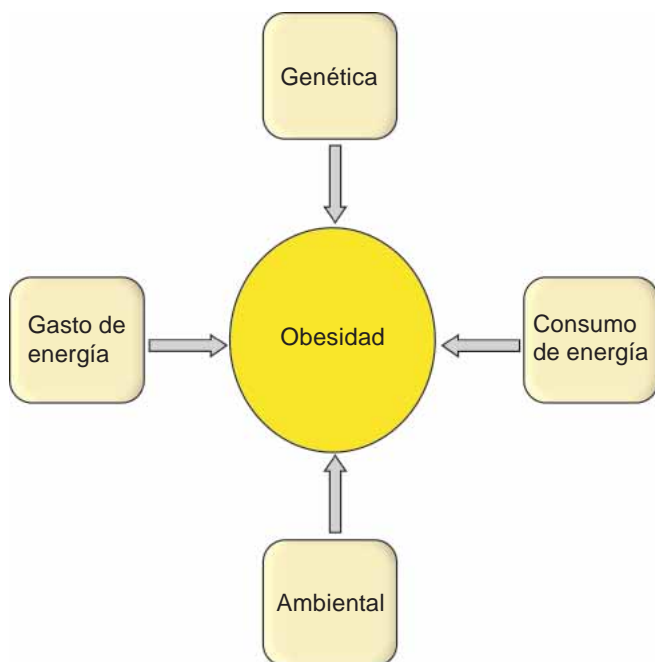 Genética
Gasto de
energía
Obesidad
Consumo
de energía
Ambiental